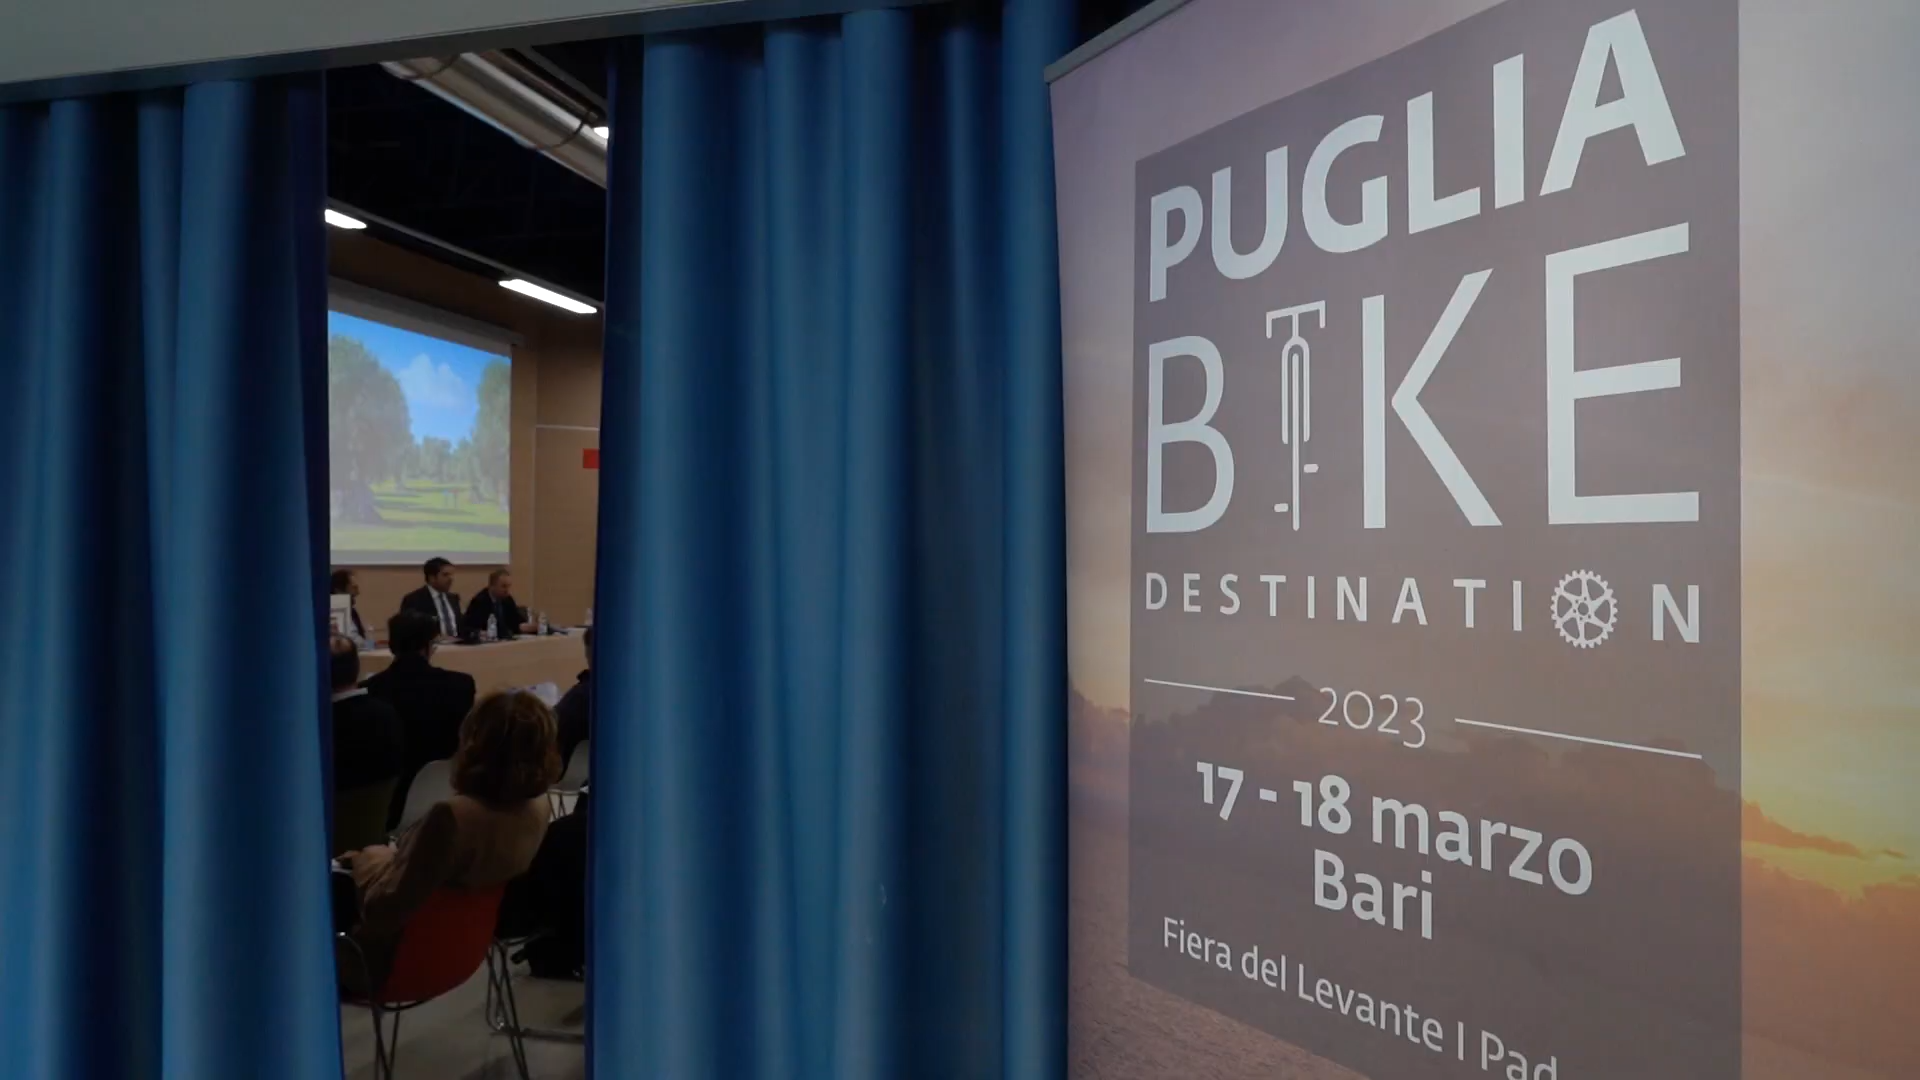 PUGLIA
BIKE
DESTINATION
2023
17 - 18 marzo
Bari
Fiera del Levante | Pad